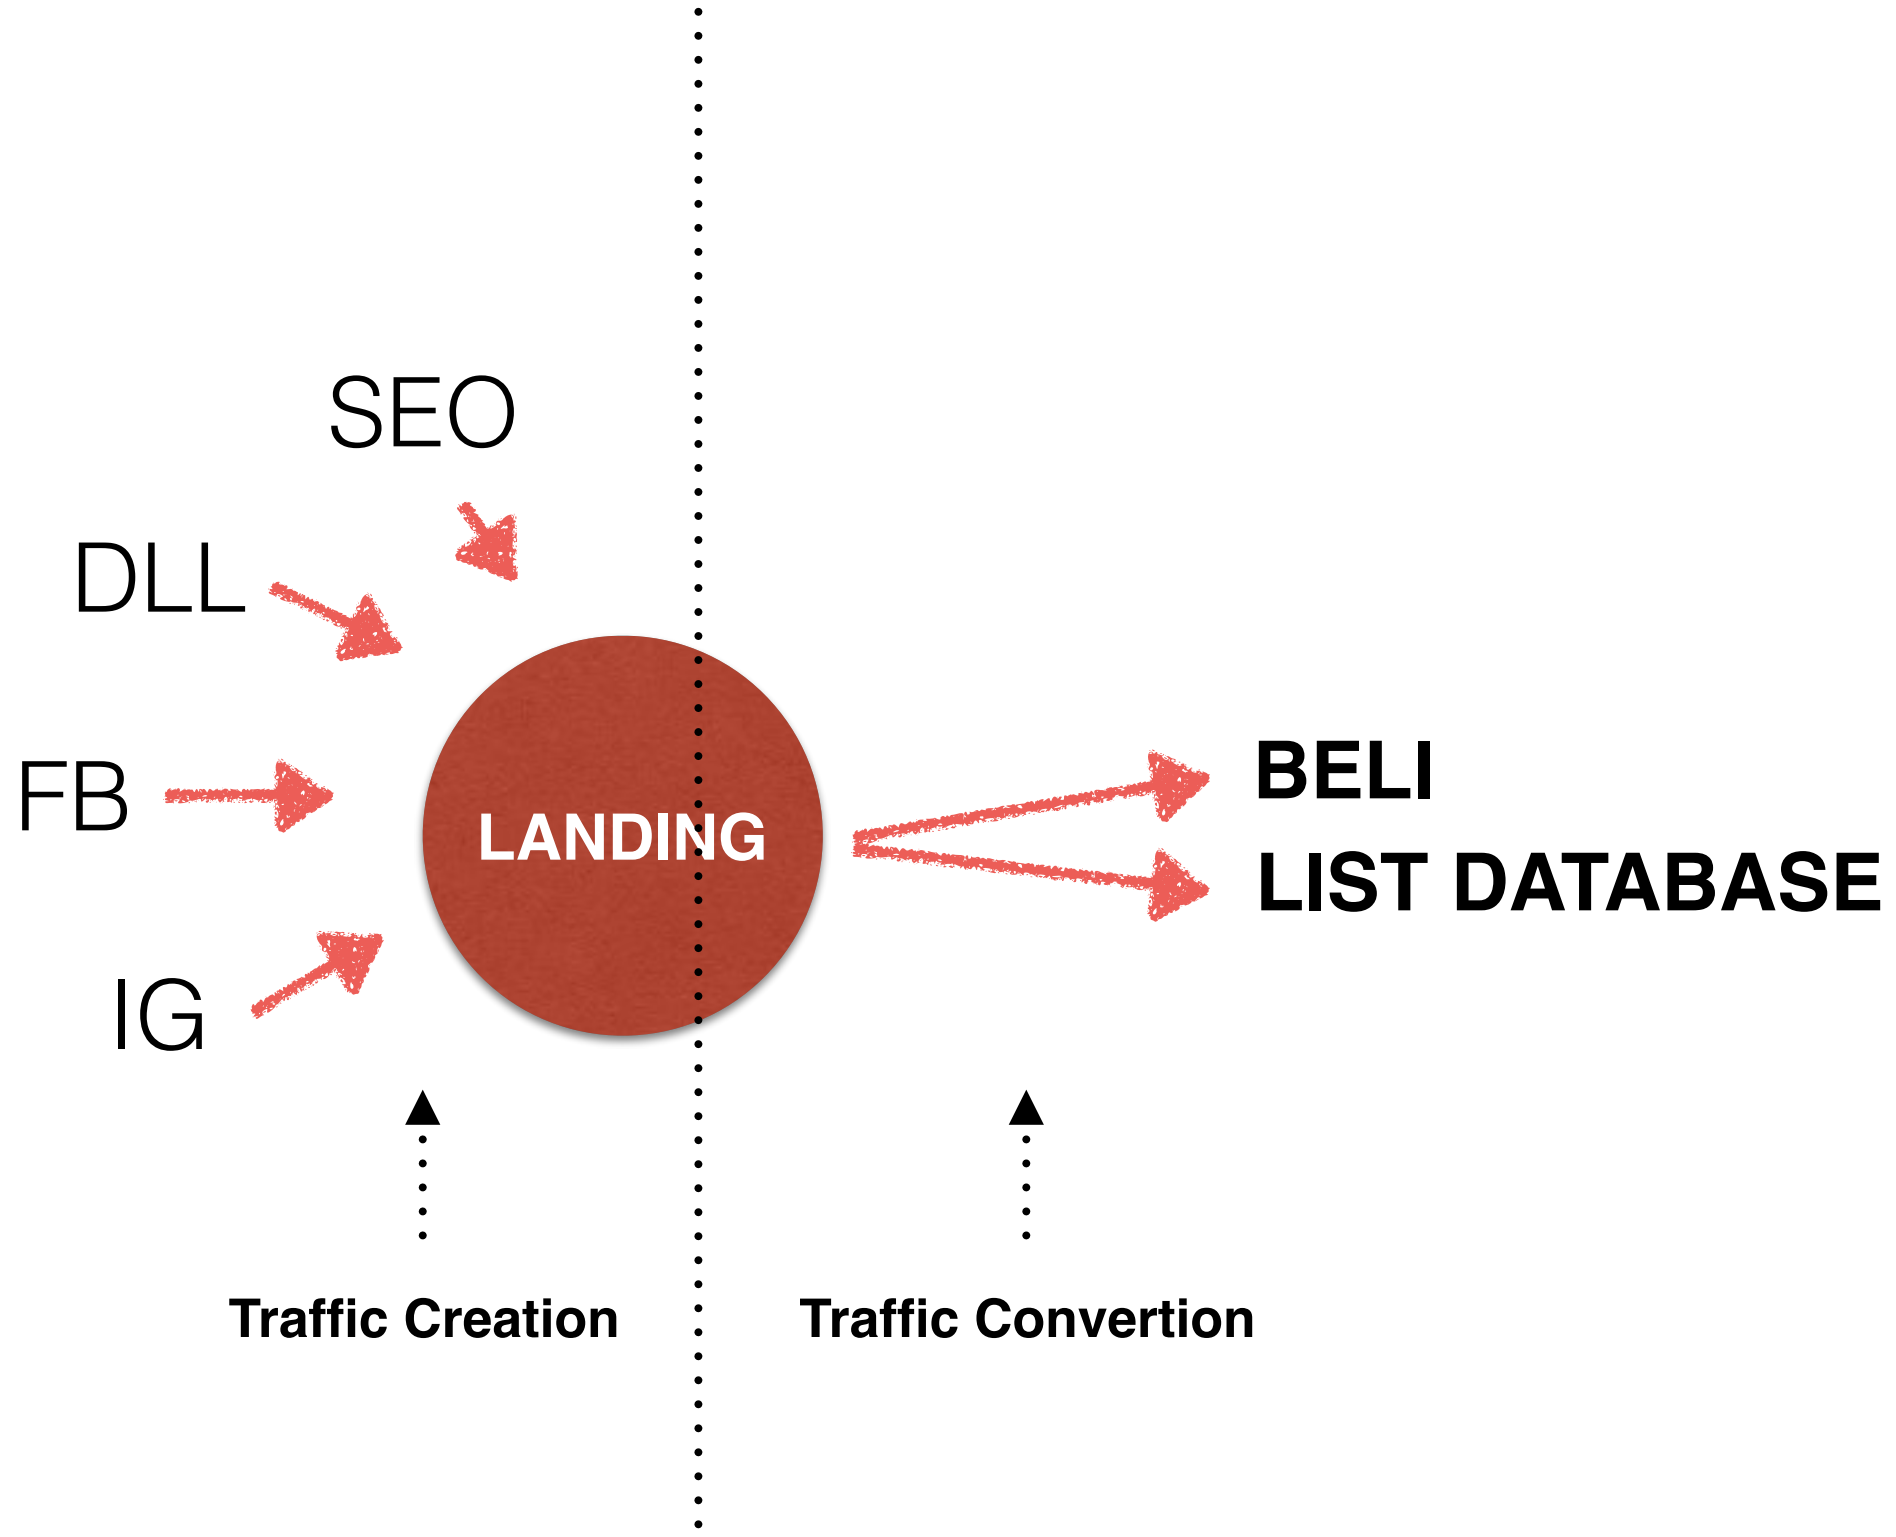 SEO
DLL
FB
IG
LANDING
BELI
LIST DATABASE
Traffic Creation
Traffic Convertion